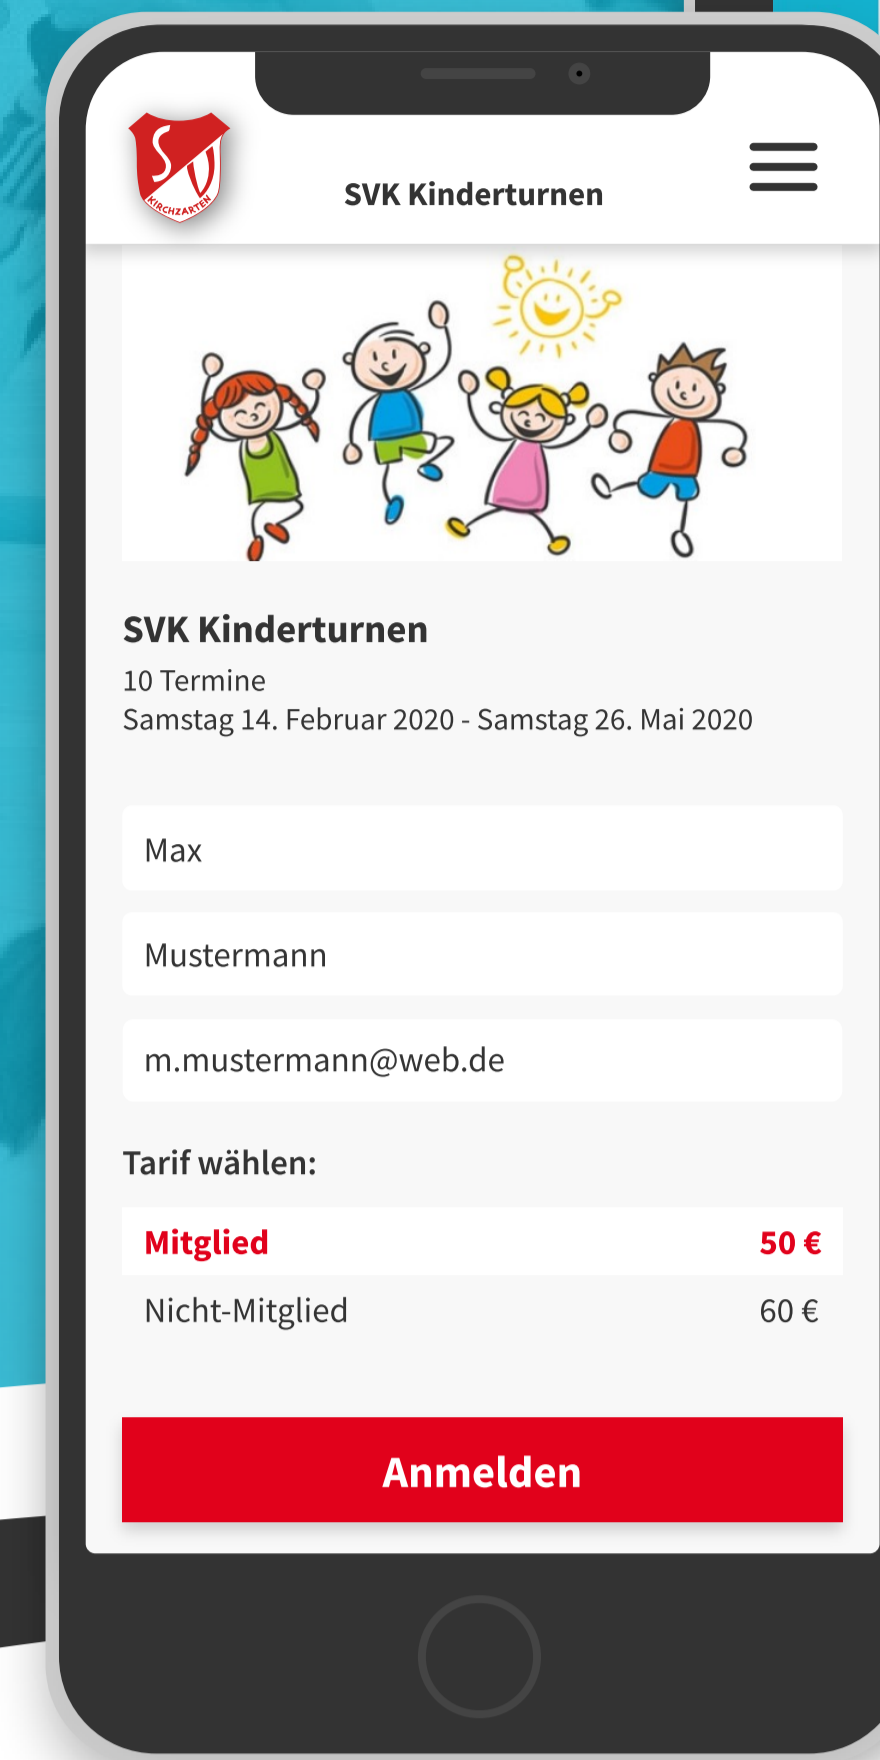 SV
KIRCHZARTEN
SVK Kinderturnen
SVK Kinderturnen
10 Termine
Samstag 14. Februar 2020 - Samstag 26. Mai 2020
Max
Mustermann
m.mustermann@web.de
Tarif wählen:
Mitglied 50 €
Nicht-Mitglied 60 €
Anmelden